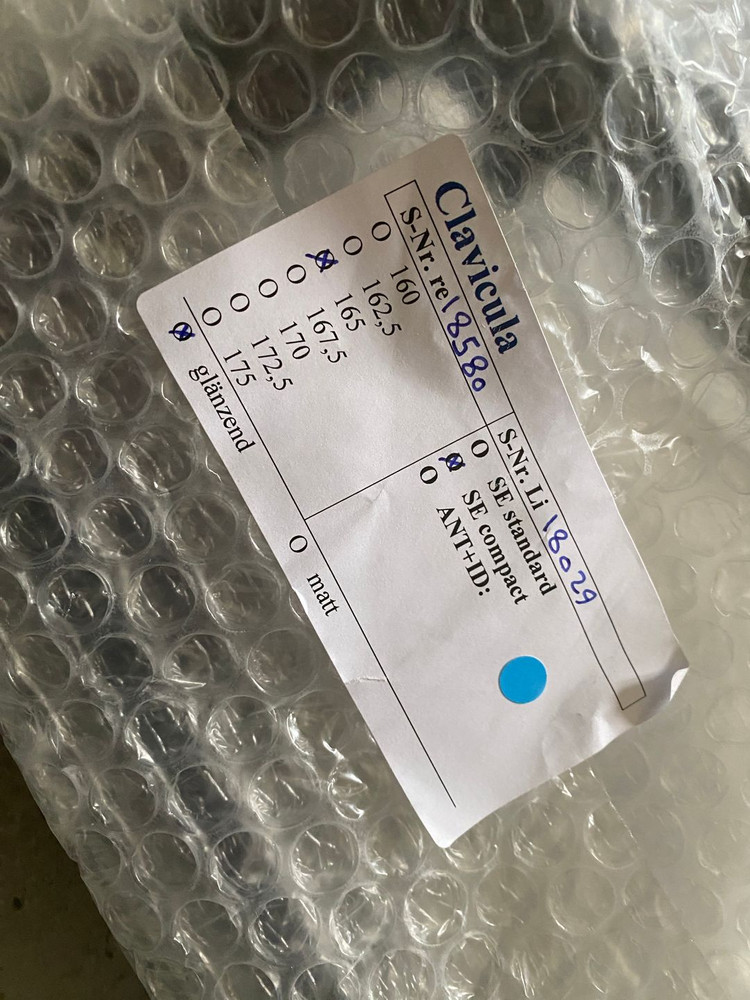 Clavicula
S-Nr. re 18580 S-Nr. Li 18029
O 160 O SE standard
O 162,5 ⊗ SE compact
⊗ 165 O ANT+ID:
O 167,5
O 170
O 172,5
O 175
⊗ glänzend O matt